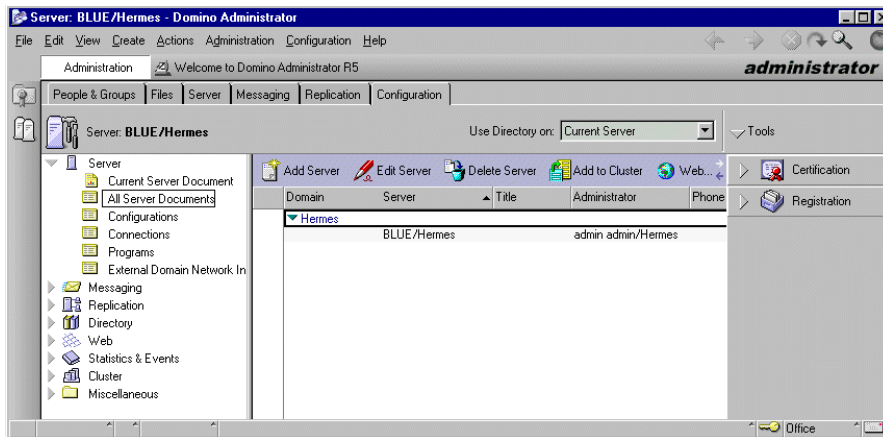 Server: BLUE/Hermes - Domino Administrator
File Edit View Create Actions Administration Configuration Help
Administration Welcome to Domino Administrator R5 administrator
People & Groups Files Server Messaging Replication Configuration
Server: BLUE/Hermes Use Directory on: Current Server Tools
Server
Current Server Document
All Server Documents
Configurations
Connections
Programs
External Domain Network In
Messaging
Replication
Directory
Web
Statistics & Events
Cluster
Miscellaneous
Add Server Edit Server Delete Server Add to Cluster Web...
Domain Server Title Administrator Phone
Hermes
BLUE/Hermes admin admin/Hermes
Certification
Registration
Office